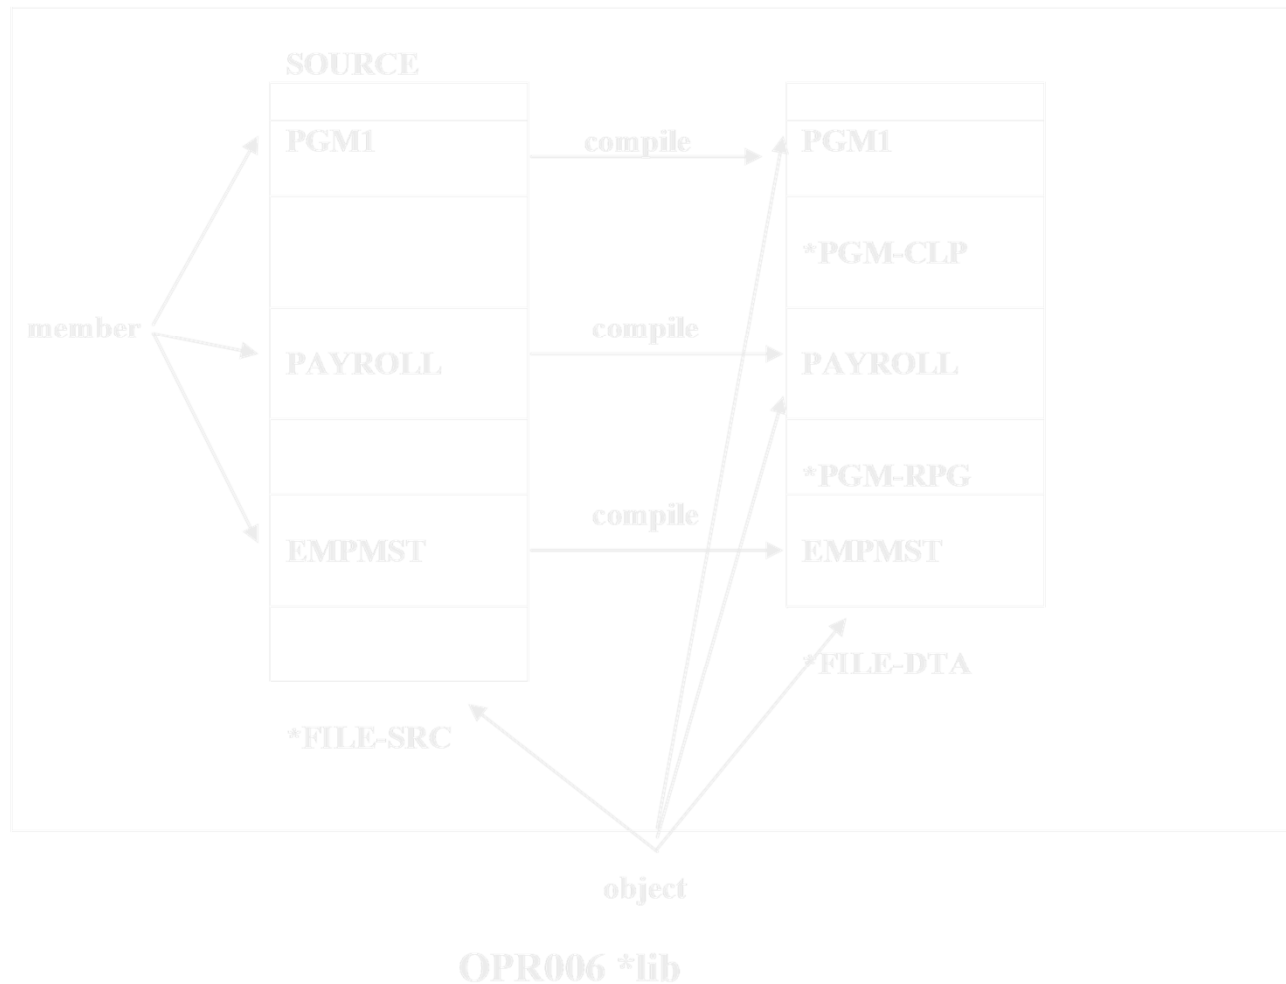 SOURCE
PGM1 compile PGM1
*PGM-CLP
member compile
PAYROLL PAYROLL
*PGM-RPG
compile
EMPMST EMPMST
*FILE-DTA
*FILE-SRC
object
OPR006 *lib